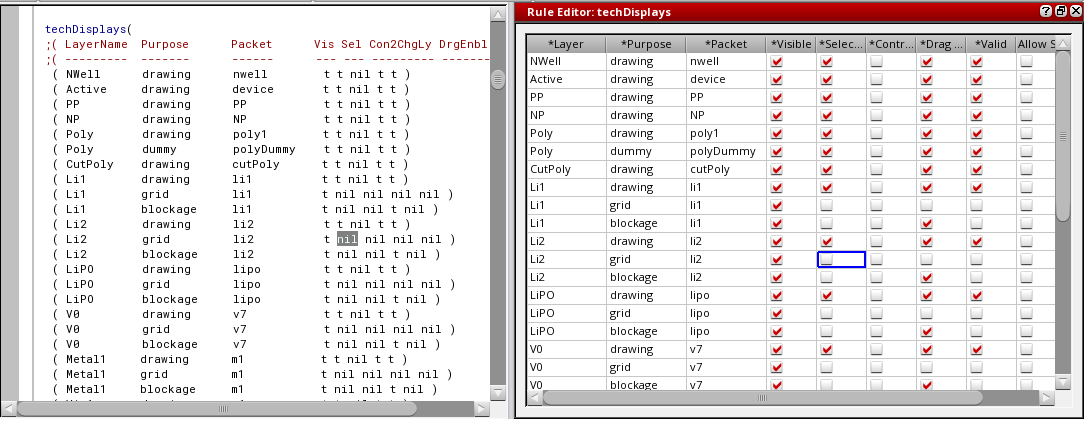 techDisplays(
;( LayerName Purpose Packet Vis Sel Con2ChgLy DrgEnbl
;( --------- ------- ------ --- --- --------- -------
( NWell drawing nwell t t nil t t )
( Active drawing device t t nil t t )
( PP drawing PP t t nil t t )
( NP drawing NP t t nil t t )
( Poly drawing poly1 t t nil t t )
( Poly dummy polyDummy t t nil t t )
( CutPoly drawing cutPoly t t nil t t )
( Li1 drawing li1 t t nil t t )
( Li1 grid li1 t nil nil nil nil )
( Li1 blockage li1 t nil nil t nil )
( Li2 drawing li2 t t nil t t )
( Li2 grid li2 t nil nil nil nil )
( Li2 blockage li2 t nil nil t nil )
( LiPO drawing lipo t t nil t t )
( LiPO grid lipo t nil nil nil nil )
( LiPO blockage lipo t nil nil t nil )
( V0 drawing v7 t t nil t t )
( V0 grid v7 t nil nil nil nil )
( V0 blockage v7 t nil nil t nil )
( Metal1 drawing m1 t t nil t t )
( Metal1 grid m1 t nil nil nil nil )
( Metal1 blockage m1 t nil nil t nil )
Rule Editor: techDisplays
*Layer *Purpose *Packet *Visible *Selec... *Contr... *Drag ... *Valid Allow S
NWell drawing nwell
Active drawing device
PP drawing PP
NP drawing NP
Poly drawing poly1
Poly dummy polyDummy
CutPoly drawing cutPoly
Li1 drawing li1
Li1 grid li1
Li1 blockage li1
Li2 drawing li2
Li2 grid li2
Li2 blockage li2
LiPO drawing lipo
LiPO grid lipo
LiPO blockage lipo
V0 drawing v7
V0 grid v7
V0 blockage v7